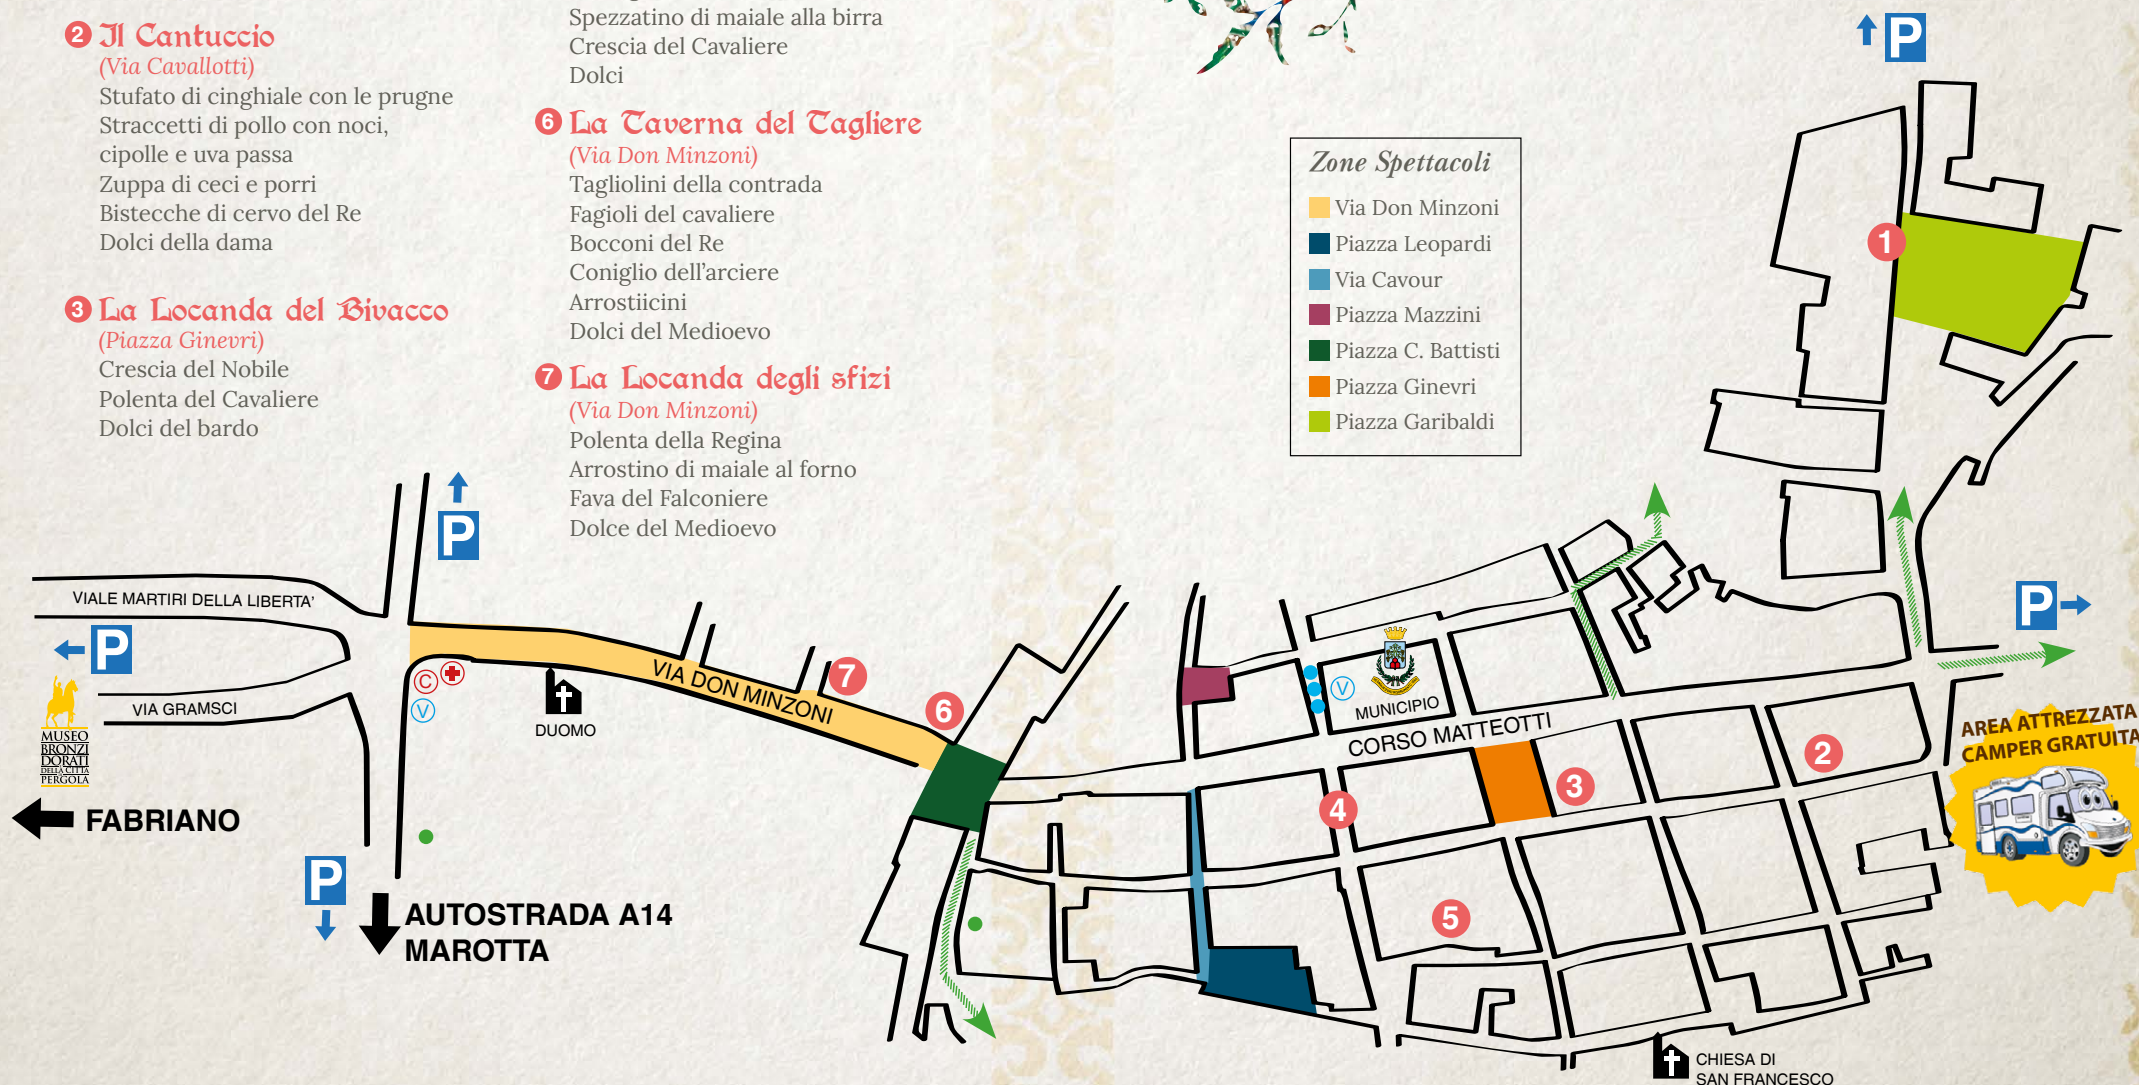 2 Il Cantuccio
(Via Cavallotti)
Stufato di cinghiale con le prugne
Straccetti di pollo con noci,
cipolle e uva passa
Zuppa di ceci e porri
Bistecche di cervo del Re
Dolci della dama
3 La Locanda del Bivacco
(Piazza Ginevri)
Crescia del Nobile
Polenta del Cavaliere
Dolci del bardo
Spezzatino di maiale alla birra
Crescia del Cavaliere
Dolci
6 La Taverna del Tagliere
(Via Don Minzoni)
Tagliolini della contrada
Fagioli del cavaliere
Bocconi del Re
Coniglio dell'arciere
Arrostiicini
Dolci del Medioevo
7 La Locanda degli sfizi
(Via Don Minzoni)
Polenta della Regina
Arrostino di maiale al forno
Fava del Falconiere
Dolce del Medioevo
Zone Spettacoli
Via Don Minzoni
Piazza Leopardi
Via Cavour
Piazza Mazzini
Piazza C. Battisti
Piazza Ginevri
Piazza Garibaldi
P
1
P
VIALE MARTIRI DELLA LIBERTA'
P
C
V
VIA GRAMSCI
MUSEO
BRONZI
DORATI
DELLA CITTÀ
PERGOLA
DUOMO
VIA DON MINZONI
7
6
FABRIANO
P
AUTOSTRADA A14
MAROTTA
V
MUNICIPIO
CORSO MATTEOTTI
P
2
3
4
5
AREA ATTREZZATA
CAMPER GRATUITA
CHIESA DI
SAN FRANCESCO